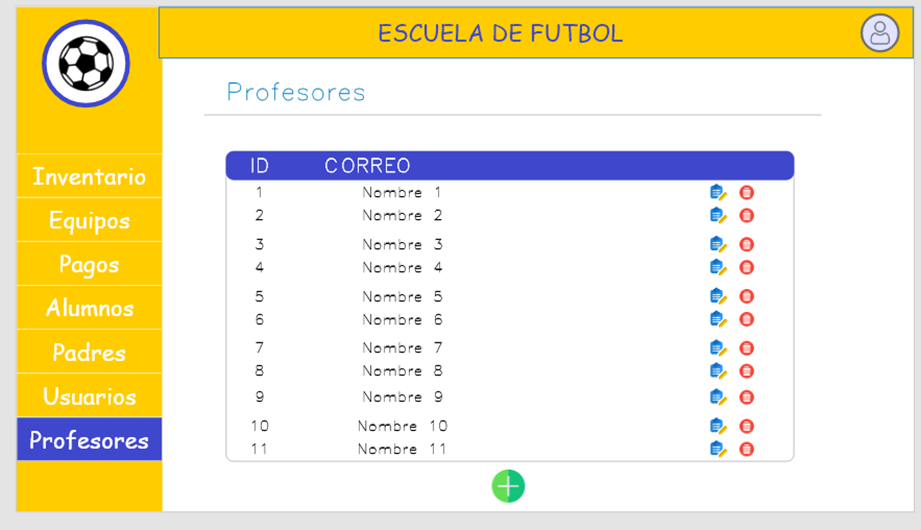 ESCUELA DE FUTBOL
Profesores
Inventario
Equipos
Pagos
Alumnos
Padres
Usuarios
Profesores
ID CORREO
1 Nombre 1
2 Nombre 2
3 Nombre 3
4 Nombre 4
5 Nombre 5
6 Nombre 6
7 Nombre 7
8 Nombre 8
9 Nombre 9
10 Nombre 10
11 Nombre 11